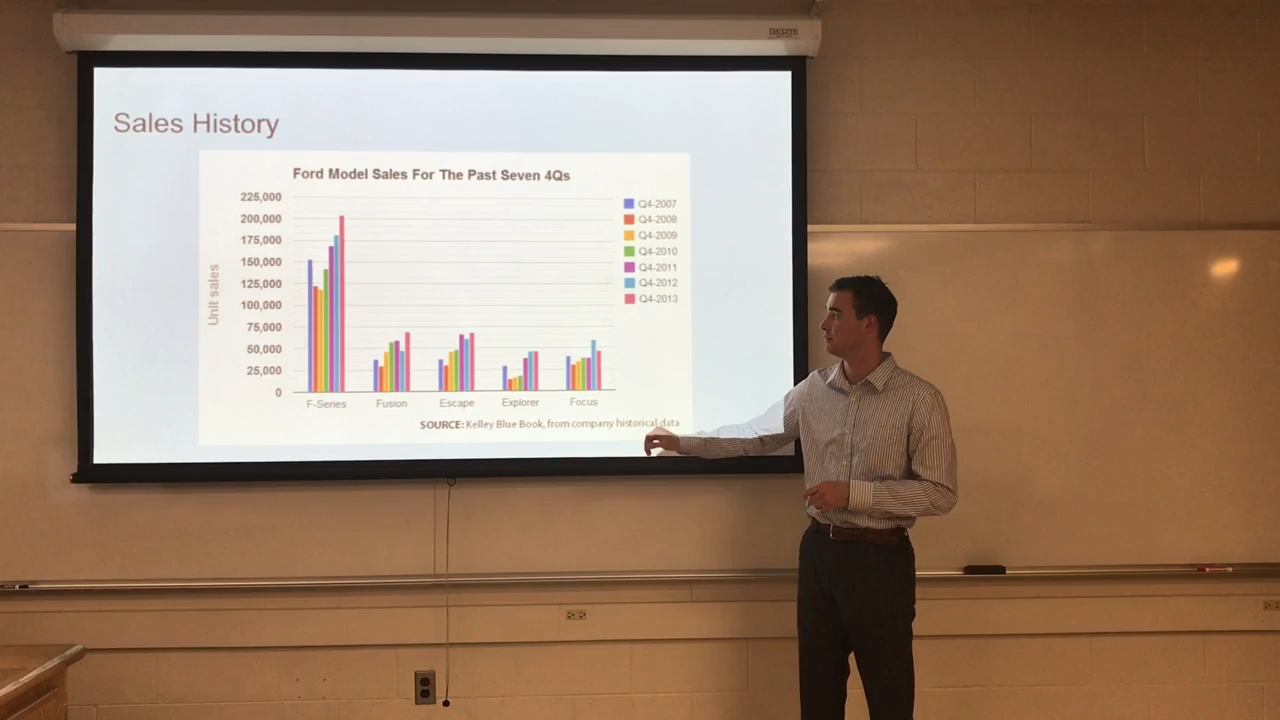 DA-LITE
Sales History
Ford Model Sales For The Past Seven 4Qs
Unit sales
225,000
200,000
175,000
150,000
125,000
100,000
75,000
50,000
25,000
0
F-Series Fusion Escape Explorer Focus
Q4-2007
Q4-2008
Q4-2009
Q4-2010
Q4-2011
Q4-2012
Q4-2013
SOURCE: Kelley Blue Book, from company historical data